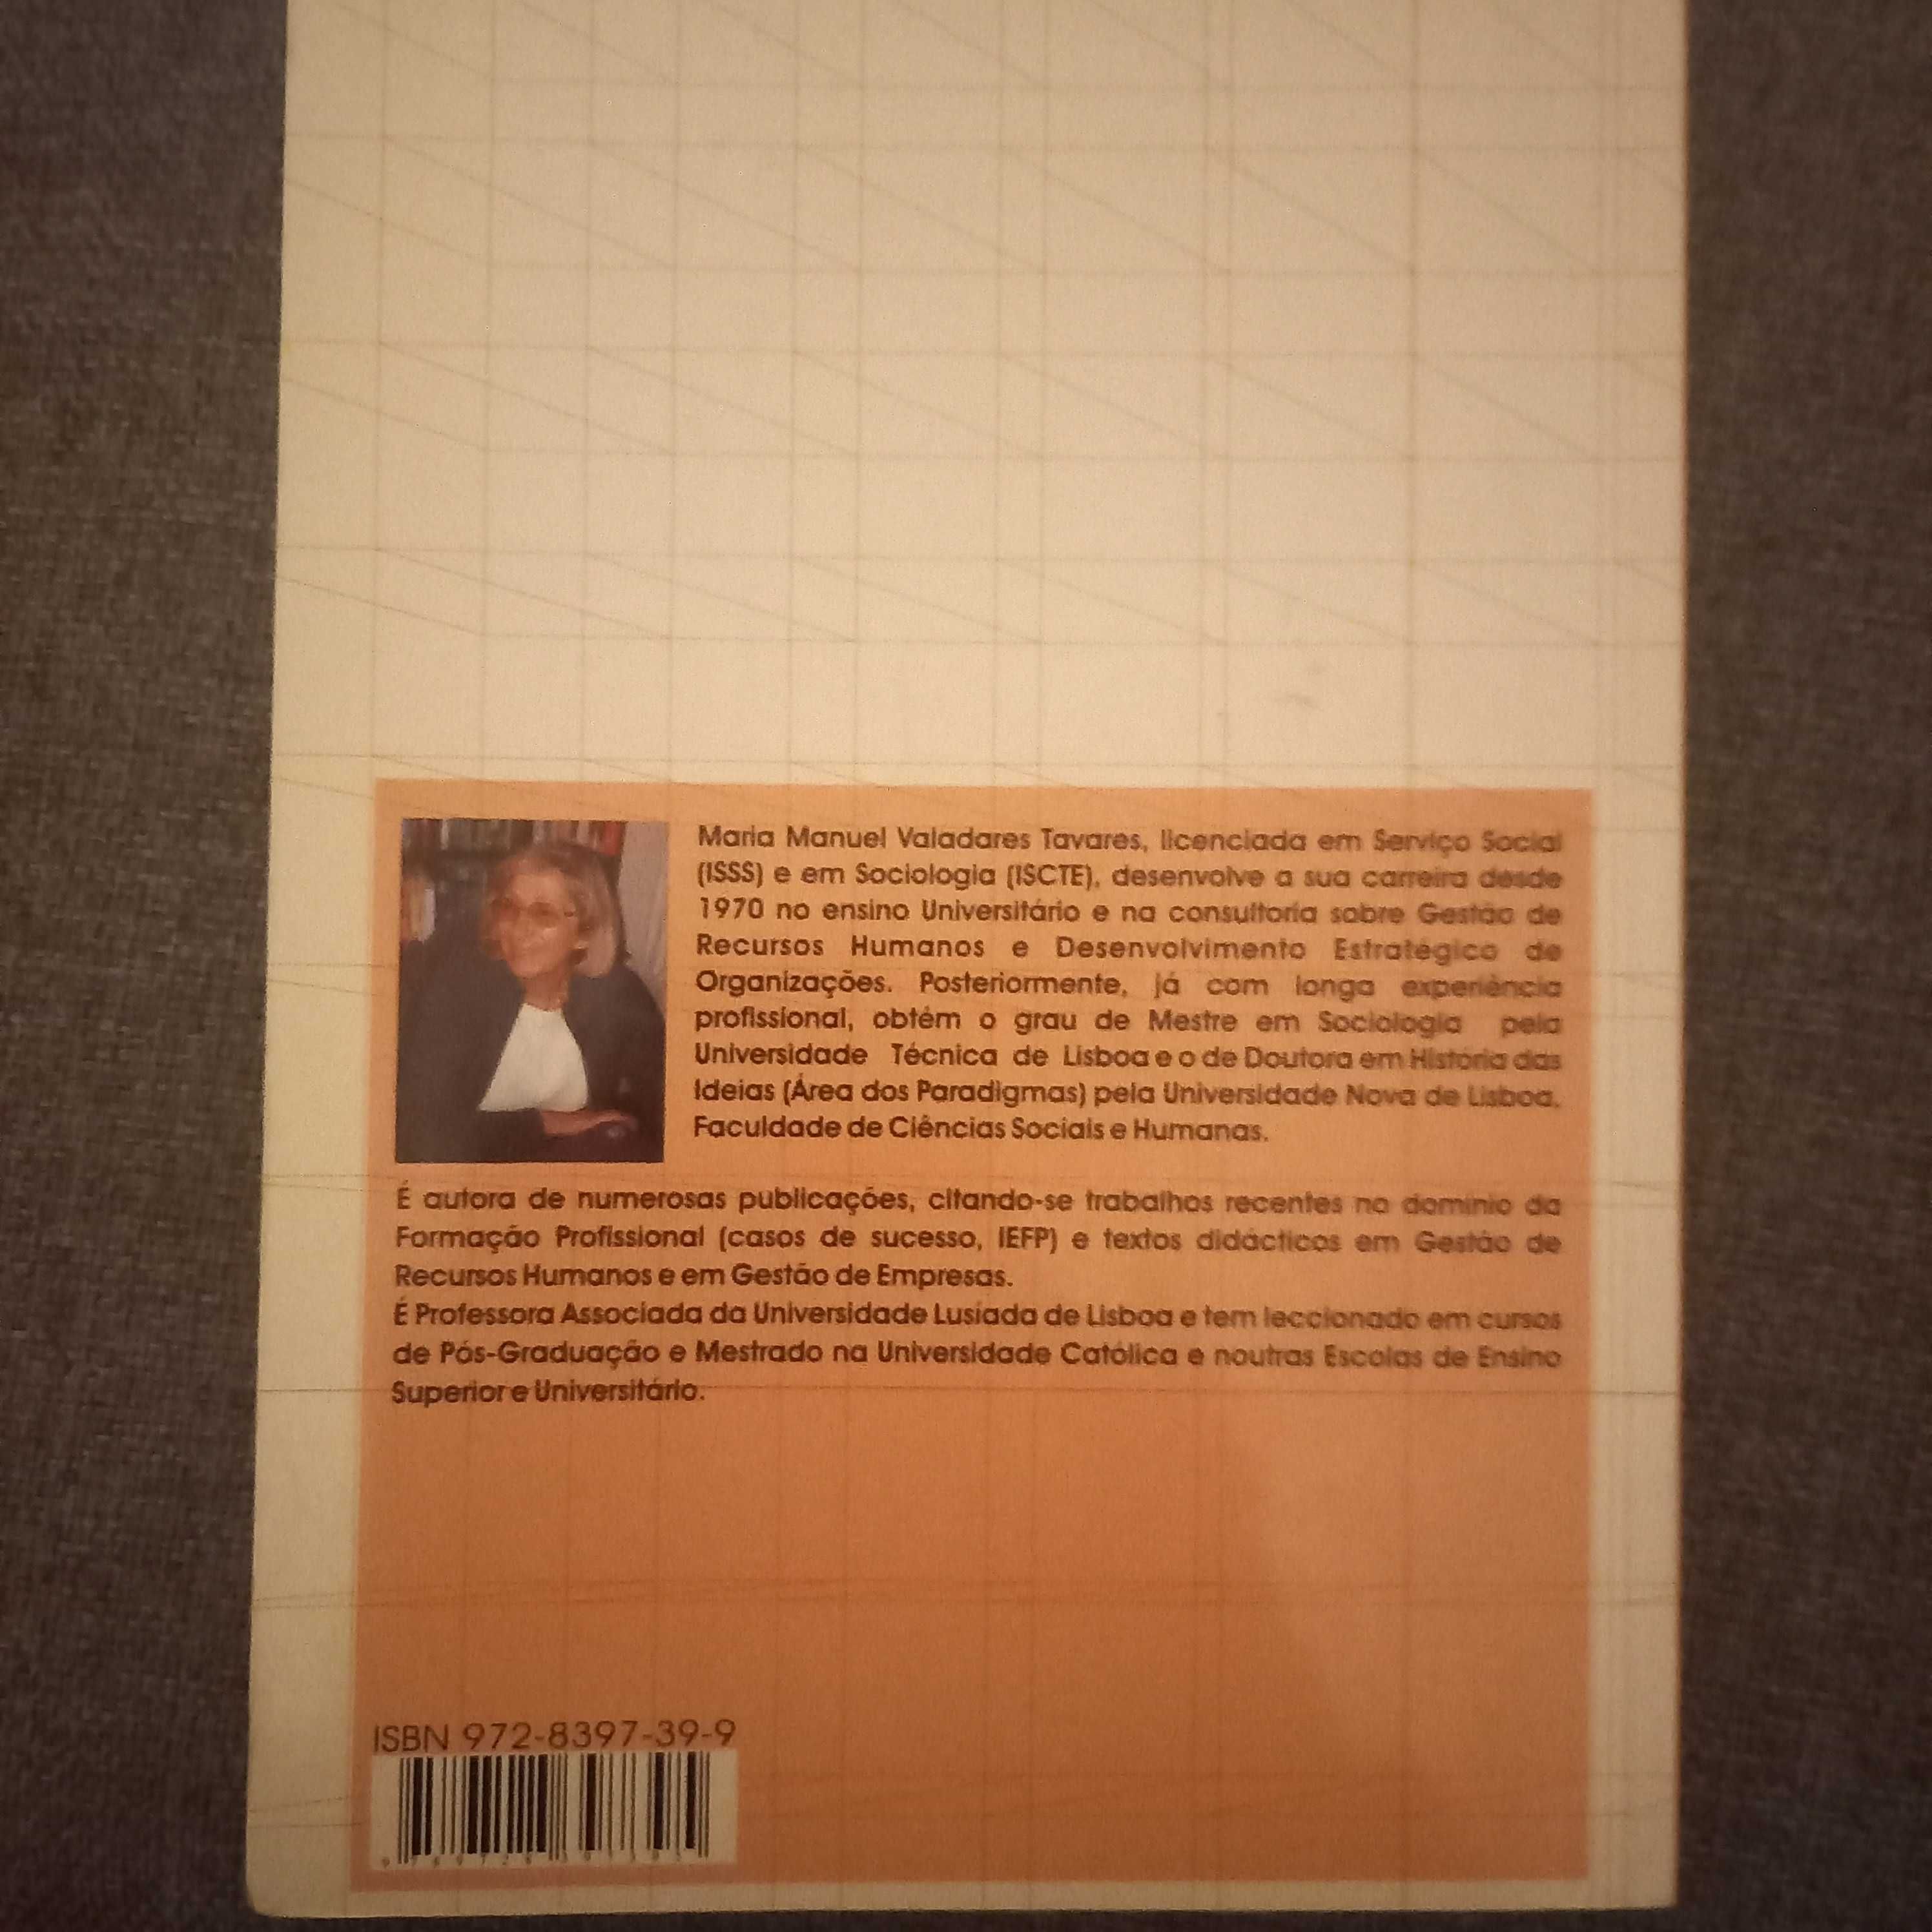 Maria Manuel Valadares Tavares, licenciada em Serviço Social
(ISSS) e em Sociologia (ISCTE), desenvolve a sua carreira desde
1970 no ensino Universitário e na consultoria sobre Gestão de
Recursos Humanos e Desenvolvimento Estratégico de
Organizações. Posteriormente, já com longa experiência
profissional, obtém o grau de Mestre em Sociologia pela
Universidade Técnica de Lisboa e o de Doutora em História das
Ideias (Área dos Paradigmas) pela Universidade Nova de Lisboa,
Faculdade de Ciências Sociais e Humanas.
É autora de numerosas publicações, citando-se trabalhos recentes no domínio da
Formação Profissional (casos de sucesso, IEFP) e textos didácticos em Gestão de
Recursos Humanos e em Gestão de Empresas.
É Professora Associada da Universidade Lusíada de Lisboa e tem leccionado em cursos
de Pós-Graduação e Mestrado na Universidade Católica e noutras Escolas de Ensino
Superior e Universitário.
ISBN 972-8397-39-9